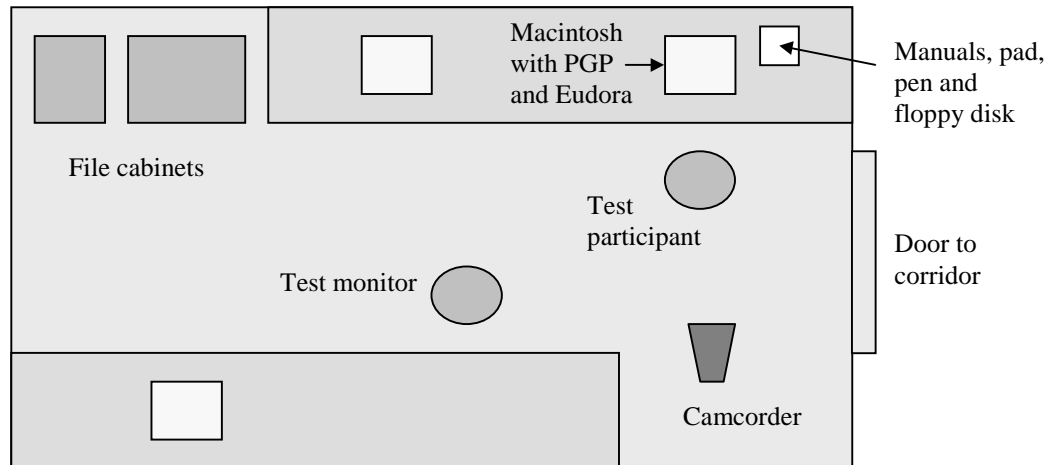 Macintosh
with PGP
and Eudora
Manuals, pad,
pen and
floppy disk
File cabinets
Test
participant
Door to
corridor
Test monitor
Camcorder